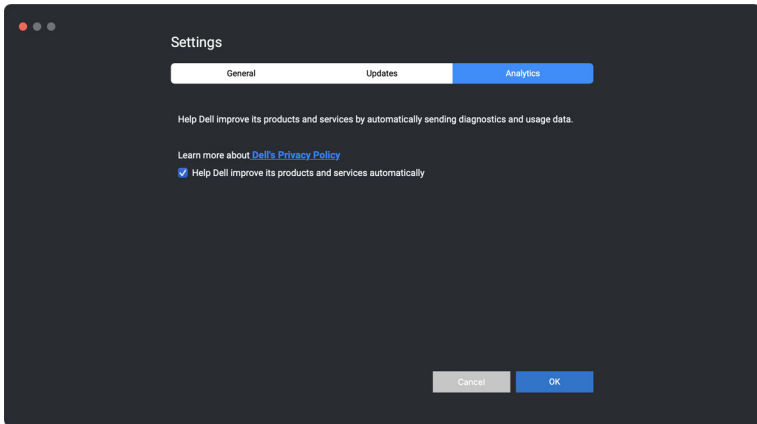 Settings
General Updates Analytics
Help Dell improve its products and services by automatically sending diagnostics and usage data.
Learn more about Dell's Privacy Policy
Help Dell improve its products and services automatically
Cancel OK